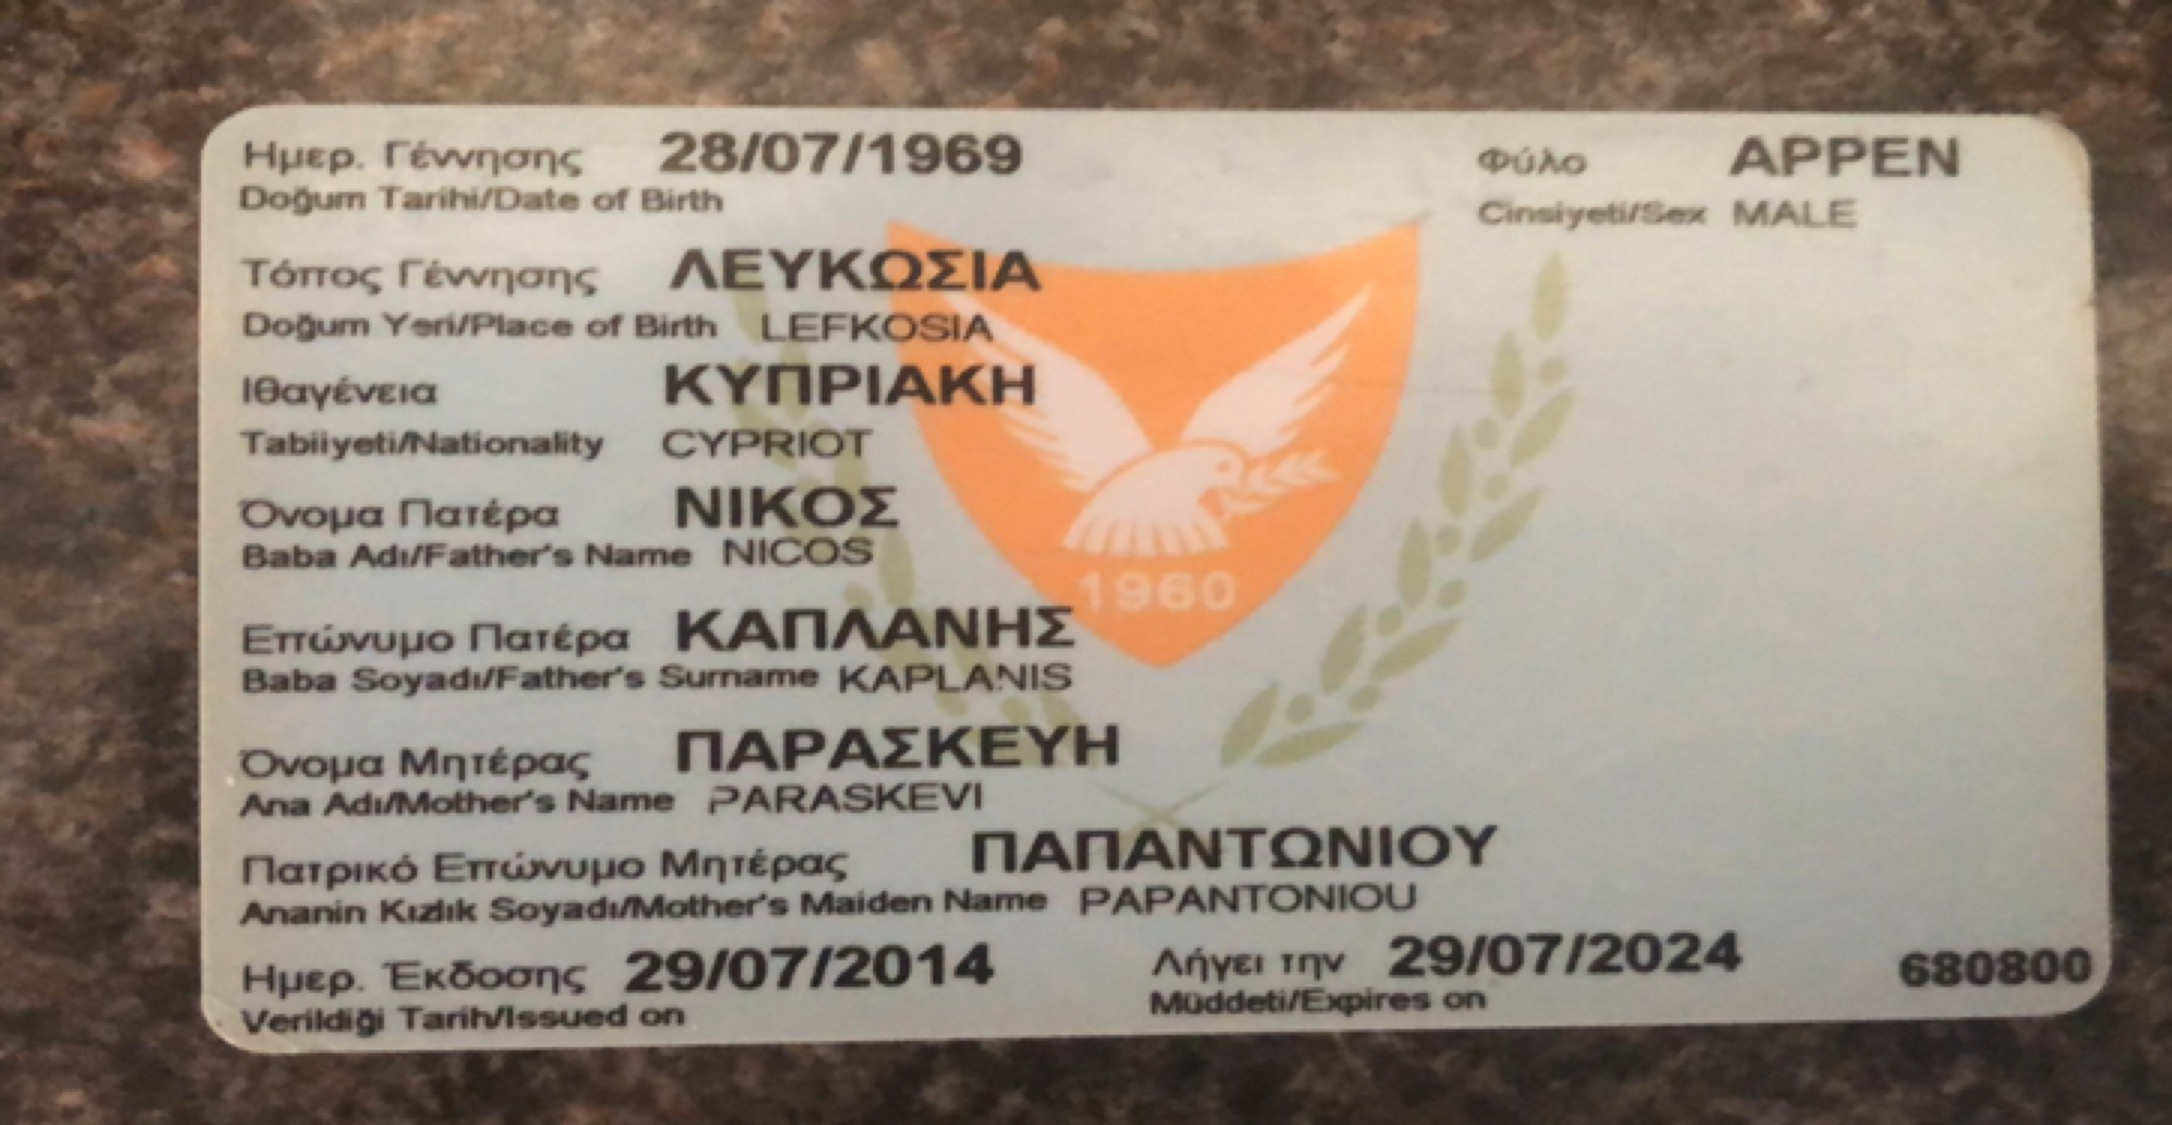 Ημερ. Γέννησης 28/07/1969
Doğum Tarihi/Date of Birth
Φύλο ΑΡΡΕΝ
Cinsiyeti/Sex MALE
Τόπος Γέννησης ΛΕΥΚΩΣΙΑ
Doğum Yeri/Place of Birth LEFKOSIA
Ιθαγένεια ΚΥΠΡΙΑΚΗ
Tabiiyeti/Nationality CYPRIOT
Όνομα Πατέρα ΝΙΚΟΣ
Baba Adı/Father's Name NICOS
1960
Επώνυμο Πατέρα ΚΑΠΛΑΝΗΣ
Baba Soyadı/Father's Surname KAPLANIS
Όνομα Μητέρας ΠΑΡΑΣΚΕΥΗ
Ana Adı/Mother's Name PARASKEVI
Πατρικό Επώνυμο Μητέρας ΠΑΠΑΝΤΩΝΙΟΥ
Ananin Kızlık Soyadı/Mother's Maiden Name PAPANTONIOU
Ημερ. Έκδοσης 29/07/2014
Verildiği Tarih/Issued on
Λήγει την 29/07/2024
Müddeti/Expires on
680800